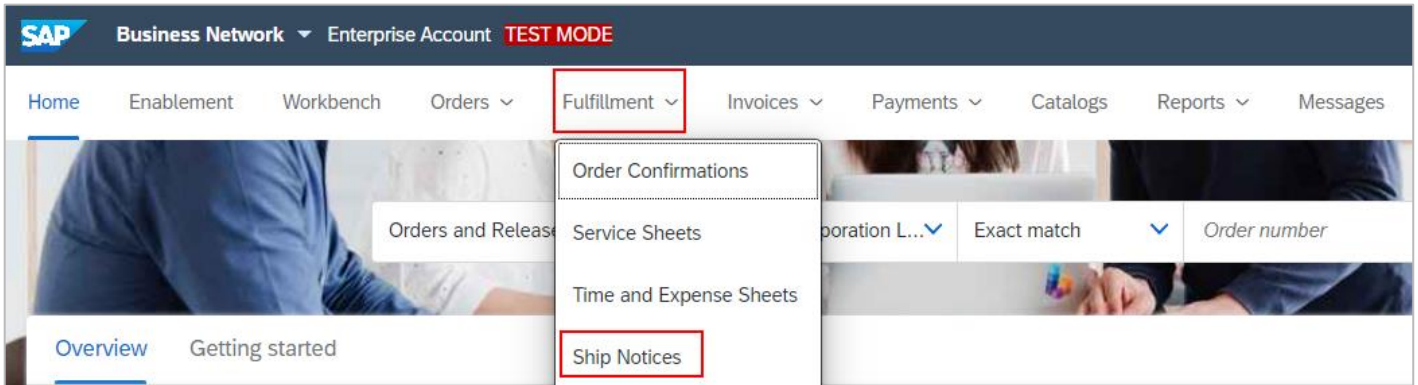 SAP Business Network Enterprise Account TEST MODE
Home Enablement Workbench Orders Fulfillment Invoices Payments Catalogs Reports Messages
Order Confirmations
Orders and Release Service Sheets poration L... Exact match Order number
Time and Expense Sheets
Overview Getting started Ship Notices